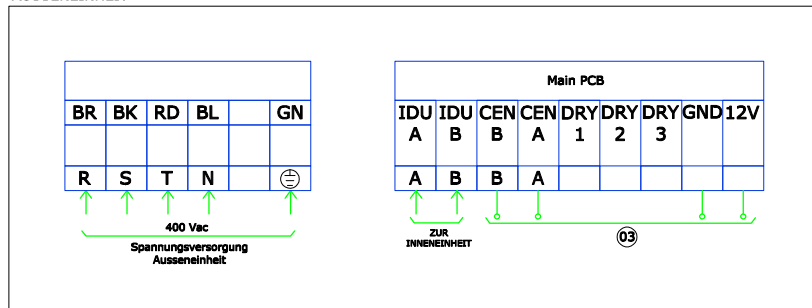 Main PCB
BR BK RD BL GN
IDU A IDU B CEN B CEN A DRY 1 DRY 2 DRY 3 GND 12V
R S T N
A B B A
400 Vac
Spannungsversorgung
Ausseneinheit
ZUR
INNENEINHEIT
03